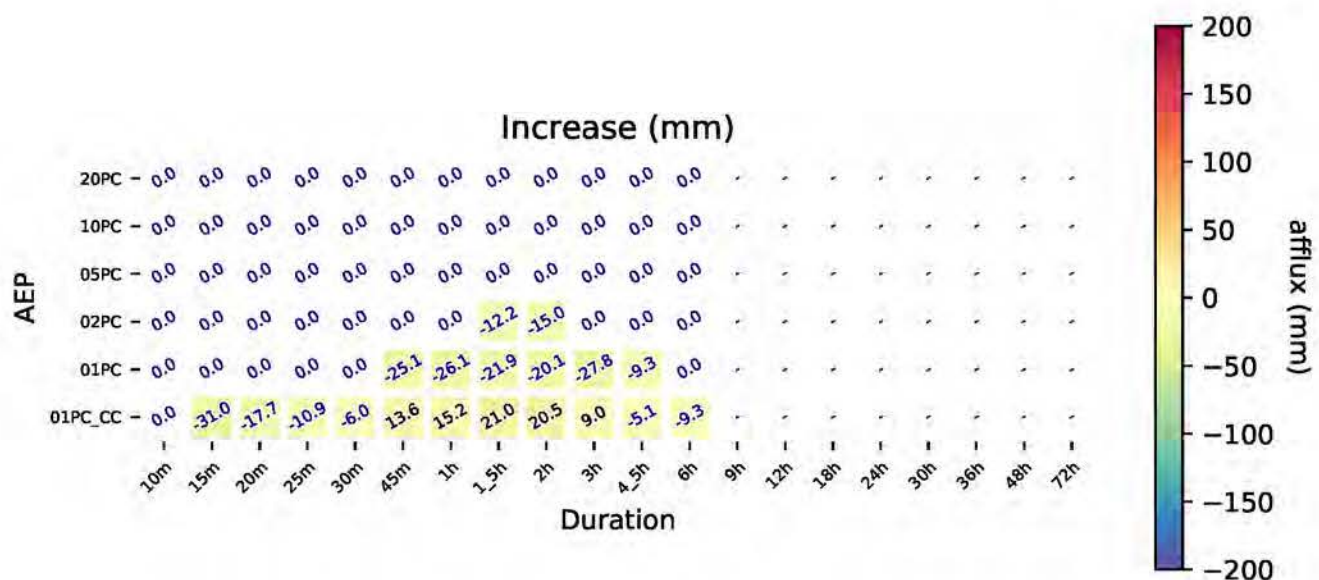 Increase (mm)
20PC 0.0 0.0 0.0 0.0 0.0 0.0 0.0 0.0 0.0 0.0 0.0 0.0 - - - - - - - -
10PC 0.0 0.0 0.0 0.0 0.0 0.0 0.0 0.0 0.0 0.0 0.0 0.0 - - - - - - - -
05PC 0.0 0.0 0.0 0.0 0.0 0.0 0.0 0.0 0.0 0.0 0.0 0.0 - - - - - - - -
02PC 0.0 0.0 0.0 0.0 0.0 0.0 0.0 -12.2 -15.0 0.0 0.0 0.0 - - - - - - - -
01PC 0.0 0.0 0.0 0.0 0.0 -25.1 -26.1 -21.9 -20.1 -27.8 -9.3 0.0 - - - - - - - -
01PC_CC 0.0 -31.0 -17.7 -10.9 -6.0 13.6 15.2 21.0 20.5 9.0 -5.1 -9.3 - - - - - - - -
10m 15m 20m 25m 30m 45m 1h 1_5h 2h 3h 4_5h 6h 9h 12h 18h 24h 30h 36h 48h 72h
Duration
AEP
200
150
100
50
0
−50
−100
−150
−200
afflux (mm)